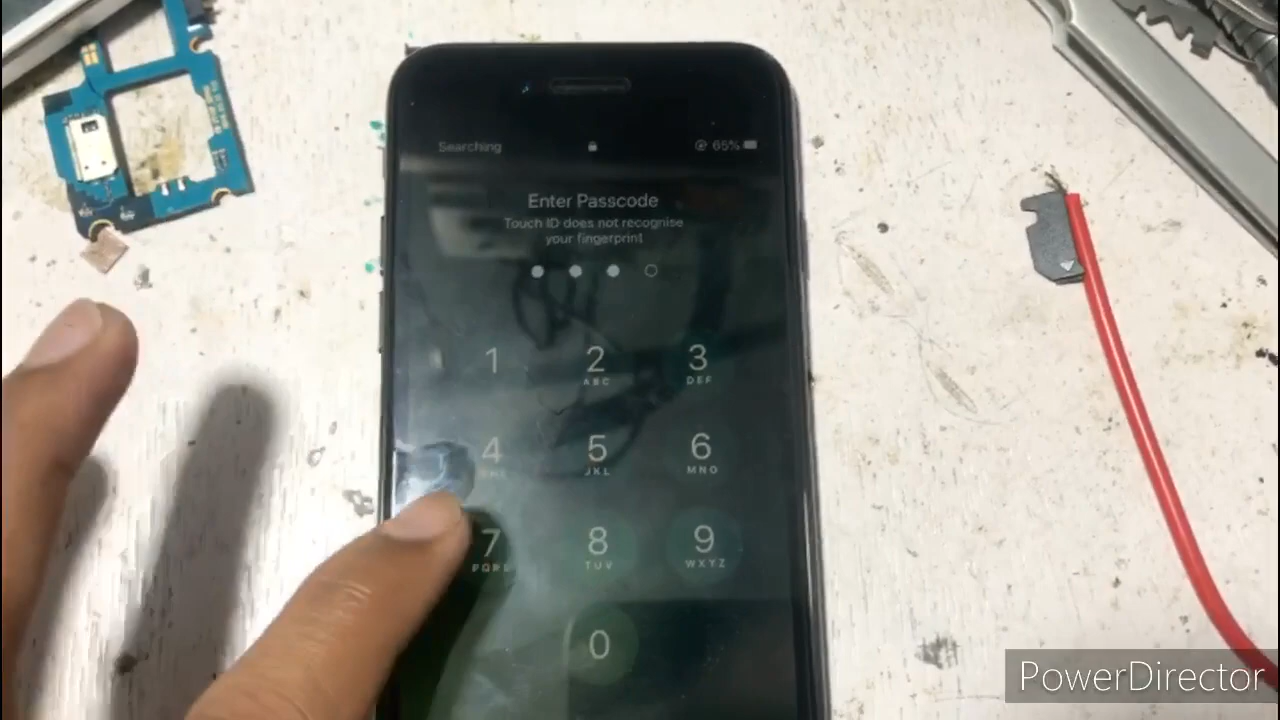 Searching 65%
Enter Passcode
Touch ID does not recognise
your fingerprint
1 2 3
ABC DEF
4 5 6
JKL MNO
7 8 9
PQRS TUV WXYZ
0
PowerDirector